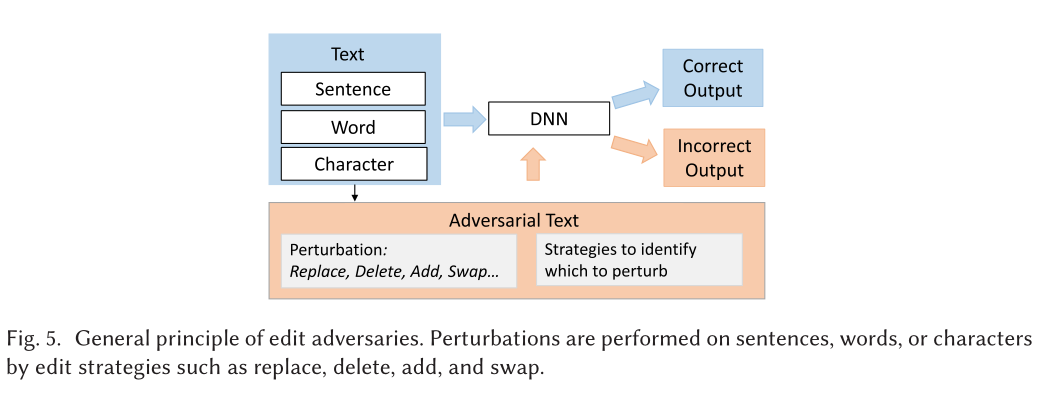 Text
Sentence
Word
Character
DNN
Correct
Output
Incorrect
Output
Adversarial Text
Perturbation:
Replace, Delete, Add, Swap...
Strategies to identify
which to perturb
Fig. 5. General principle of edit adversaries. Perturbations are performed on sentences, words, or characters
by edit strategies such as replace, delete, add, and swap.